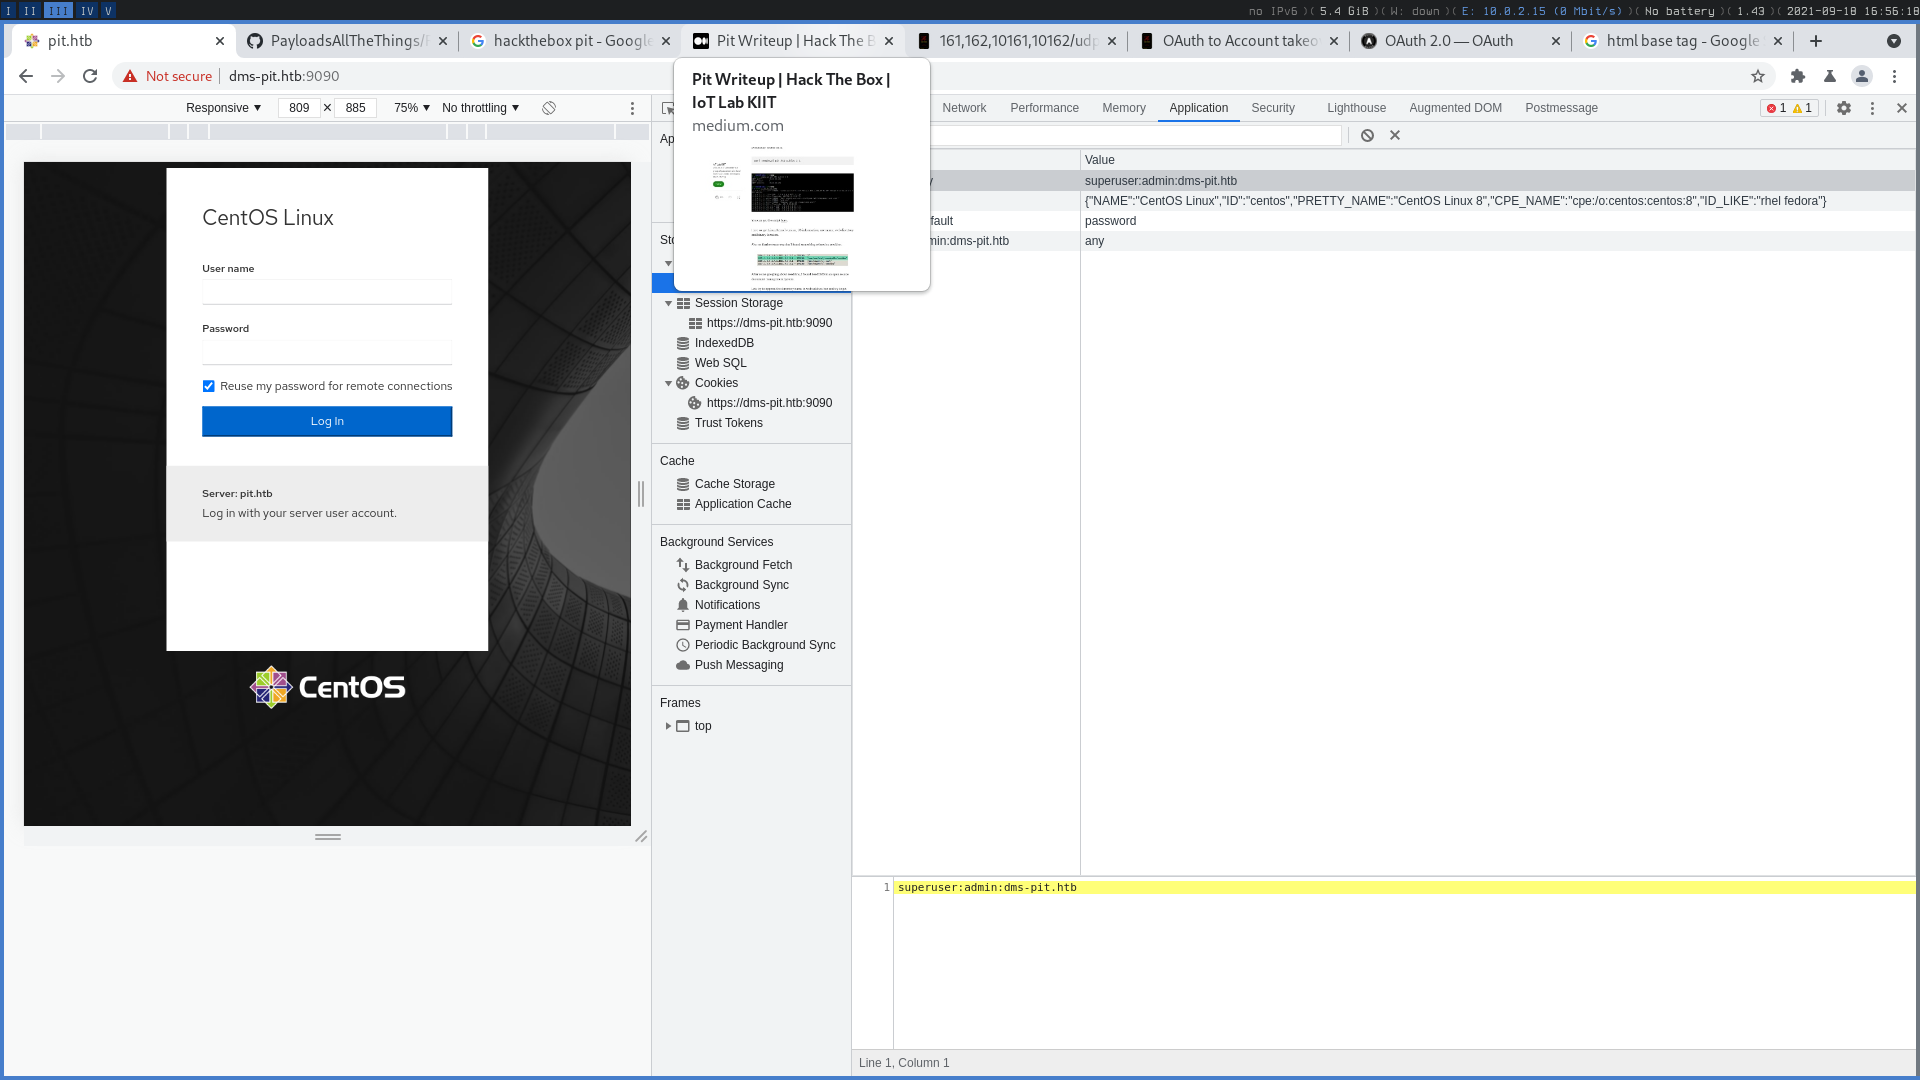 I II III IV V
no IPv6 )( 5.4 GiB )( W: down )( E: 10.0.2.15 (0 Mbit/s) )( No battery )( 1.43 )( 2021-09-18 16:56:18
pit.htb
PayloadsAllTheThings/
hackthebox pit - Google
Pit Writeup | Hack The B
161,162,10161,10162/udp
OAuth to Account takeo
OAuth 2.0 — OAuth
html base tag - Google
Not secure
dms-pit.htb:9090
Pit Writeup | Hack The Box |
IoT Lab KIIT
medium.com
Responsive
809 × 885
75%
No throttling
Network
Performance
Memory
Application
Security
Lighthouse
Augmented DOM
Postmessage
1
1
CentOS Linux
User name
Password
Reuse my password for remote connections
Log In
Server: pit.htb
Log in with your server user account.
CentOS
Ap
Sto
Session Storage
https://dms-pit.htb:9090
IndexedDB
Web SQL
Cookies
https://dms-pit.htb:9090
Trust Tokens
Cache
Cache Storage
Application Cache
Background Services
Background Fetch
Background Sync
Notifications
Payment Handler
Periodic Background Sync
Push Messaging
Frames
top
Value
y superuser:admin:dms-pit.htb
{"NAME":"CentOS Linux","ID":"centos","PRETTY_NAME":"CentOS Linux 8","CPE_NAME":"cpe:/o:centos:centos:8","ID_LIKE":"rhel fedora"}
fault password
min:dms-pit.htb any
1 superuser:admin:dms-pit.htb
Line 1, Column 1